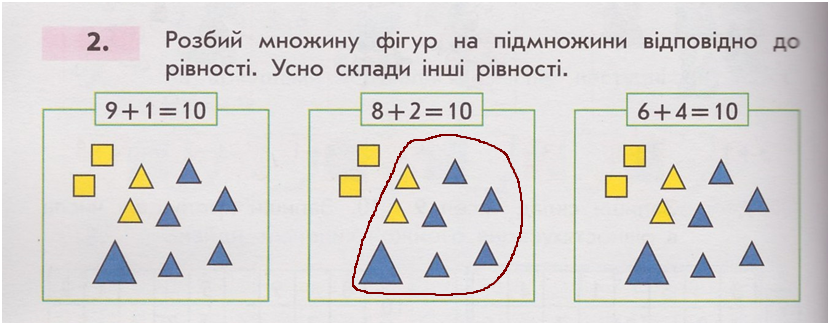 2. Розбий множину фігур на підмножини відповідно до
рівності. Усно склади інші рівності.
9+1=10 8+2=10 6+4=10